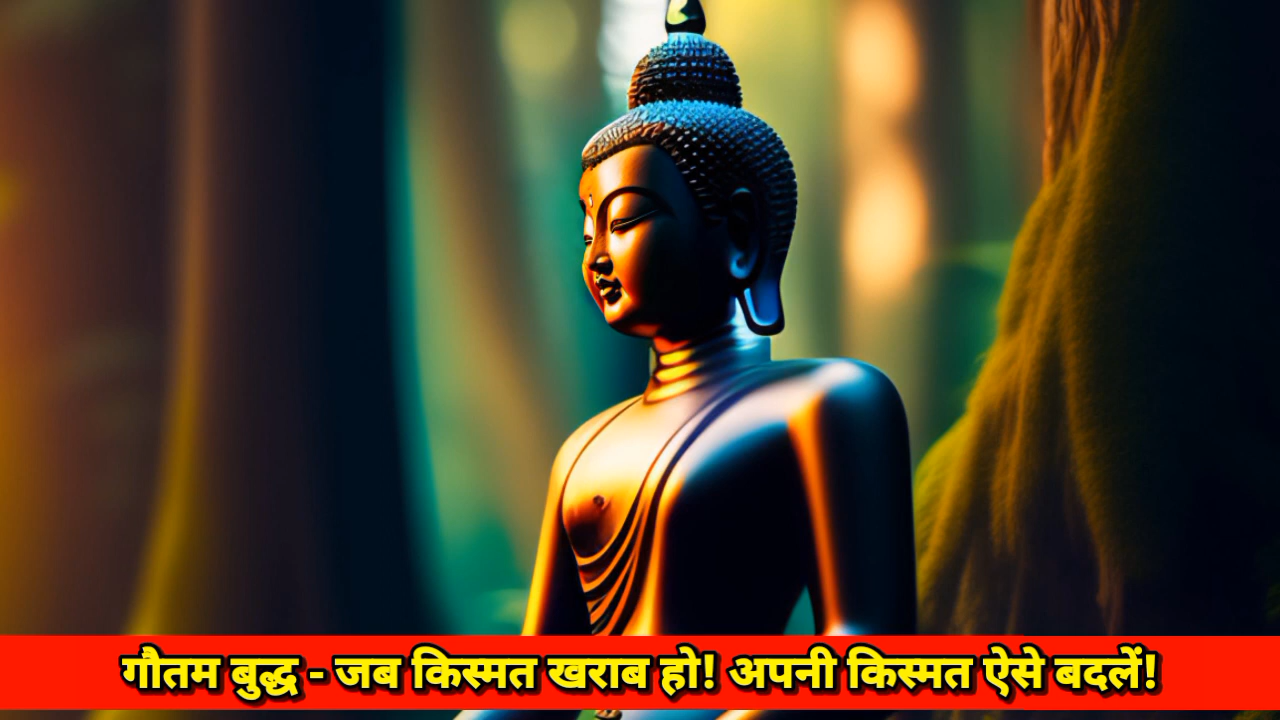 गौतम बुद्ध - जब किस्मत खराब हो! अपनी किस्मत ऐसे बदलें!